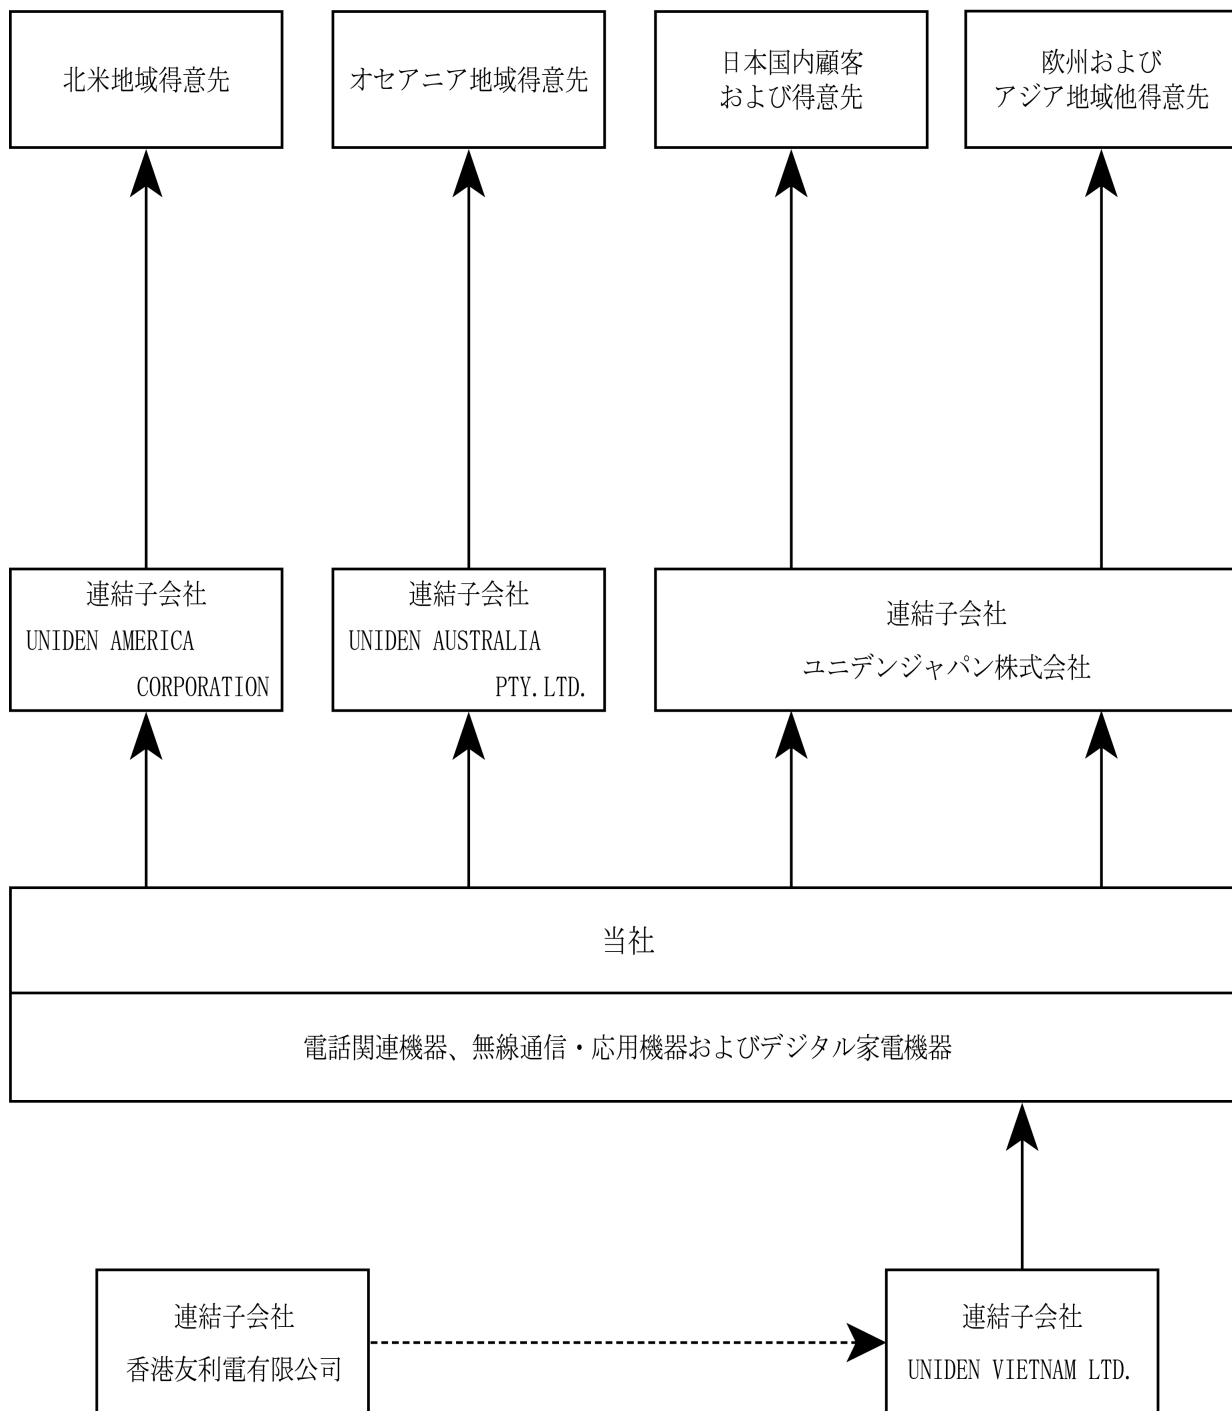 北米地域得意先
オセアニア地域得意先
日本国内顧客
および得意先
欧州および
アジア地域他得意先
連結子会社
UNIDEN AMERICA
CORPORATION
連結子会社
UNIDEN AUSTRALIA
PTY.LTD.
連結子会社
ユニデンジャパン株式会社
当社
電話関連機器、無線通信・応用機器およびデジタル家電機器
連結子会社
香港友利電有限公司
連結子会社
UNIDEN VIETNAM LTD.